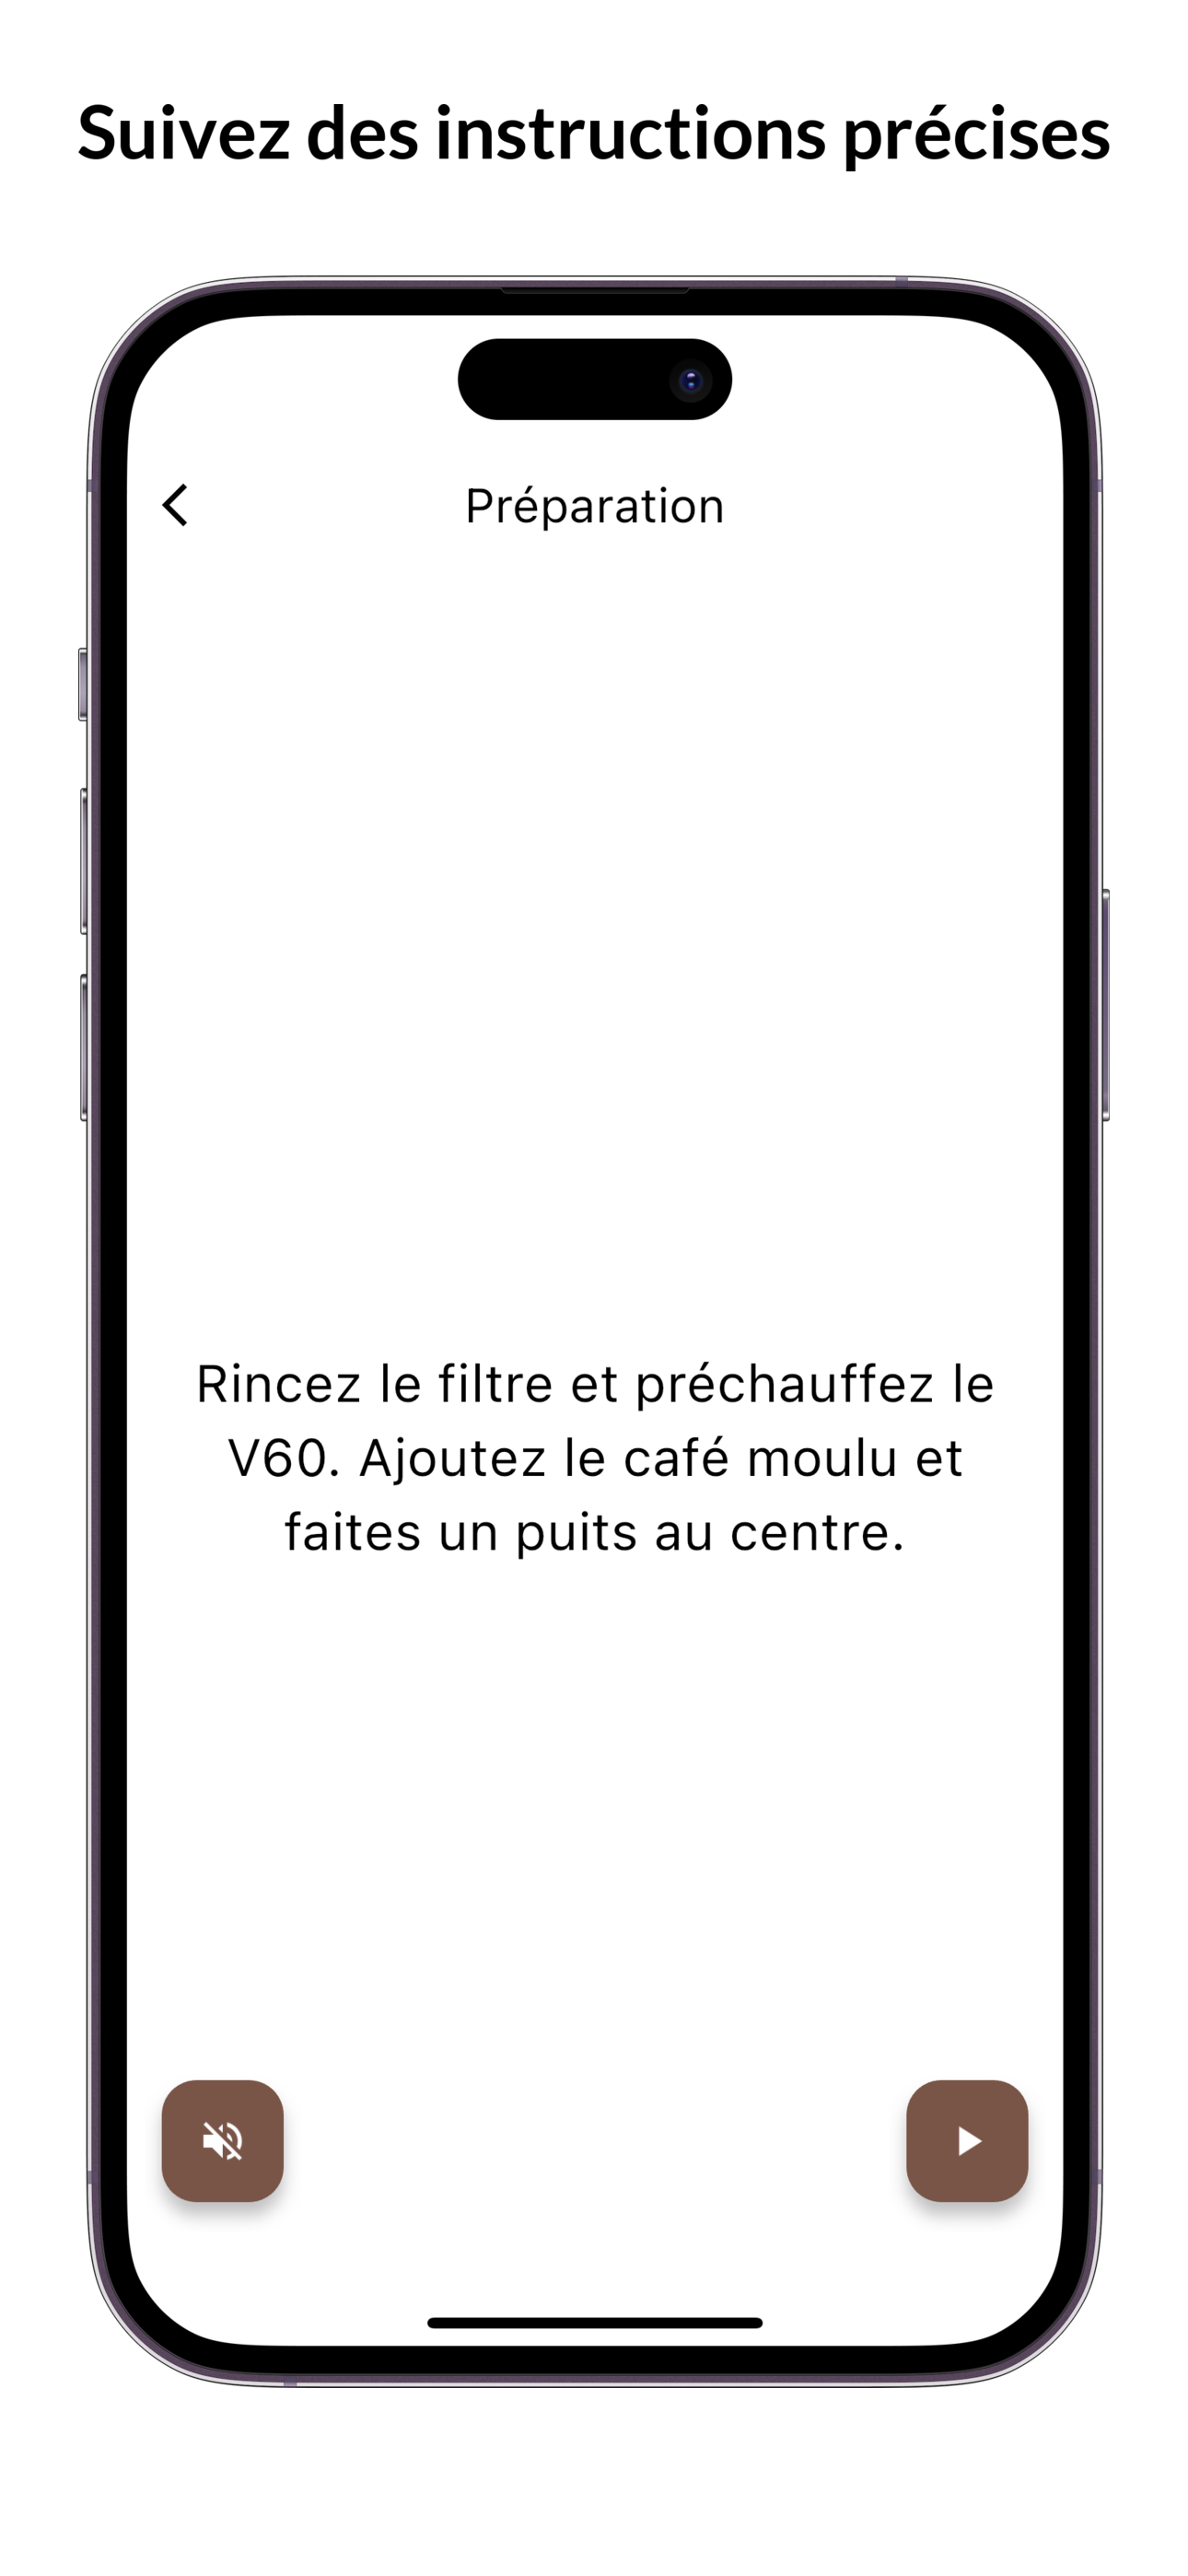 Suivez des instructions précises
Préparation
Rincez le filtre et préchauffez le
V60. Ajoutez le café moulu et
faites un puits au centre.